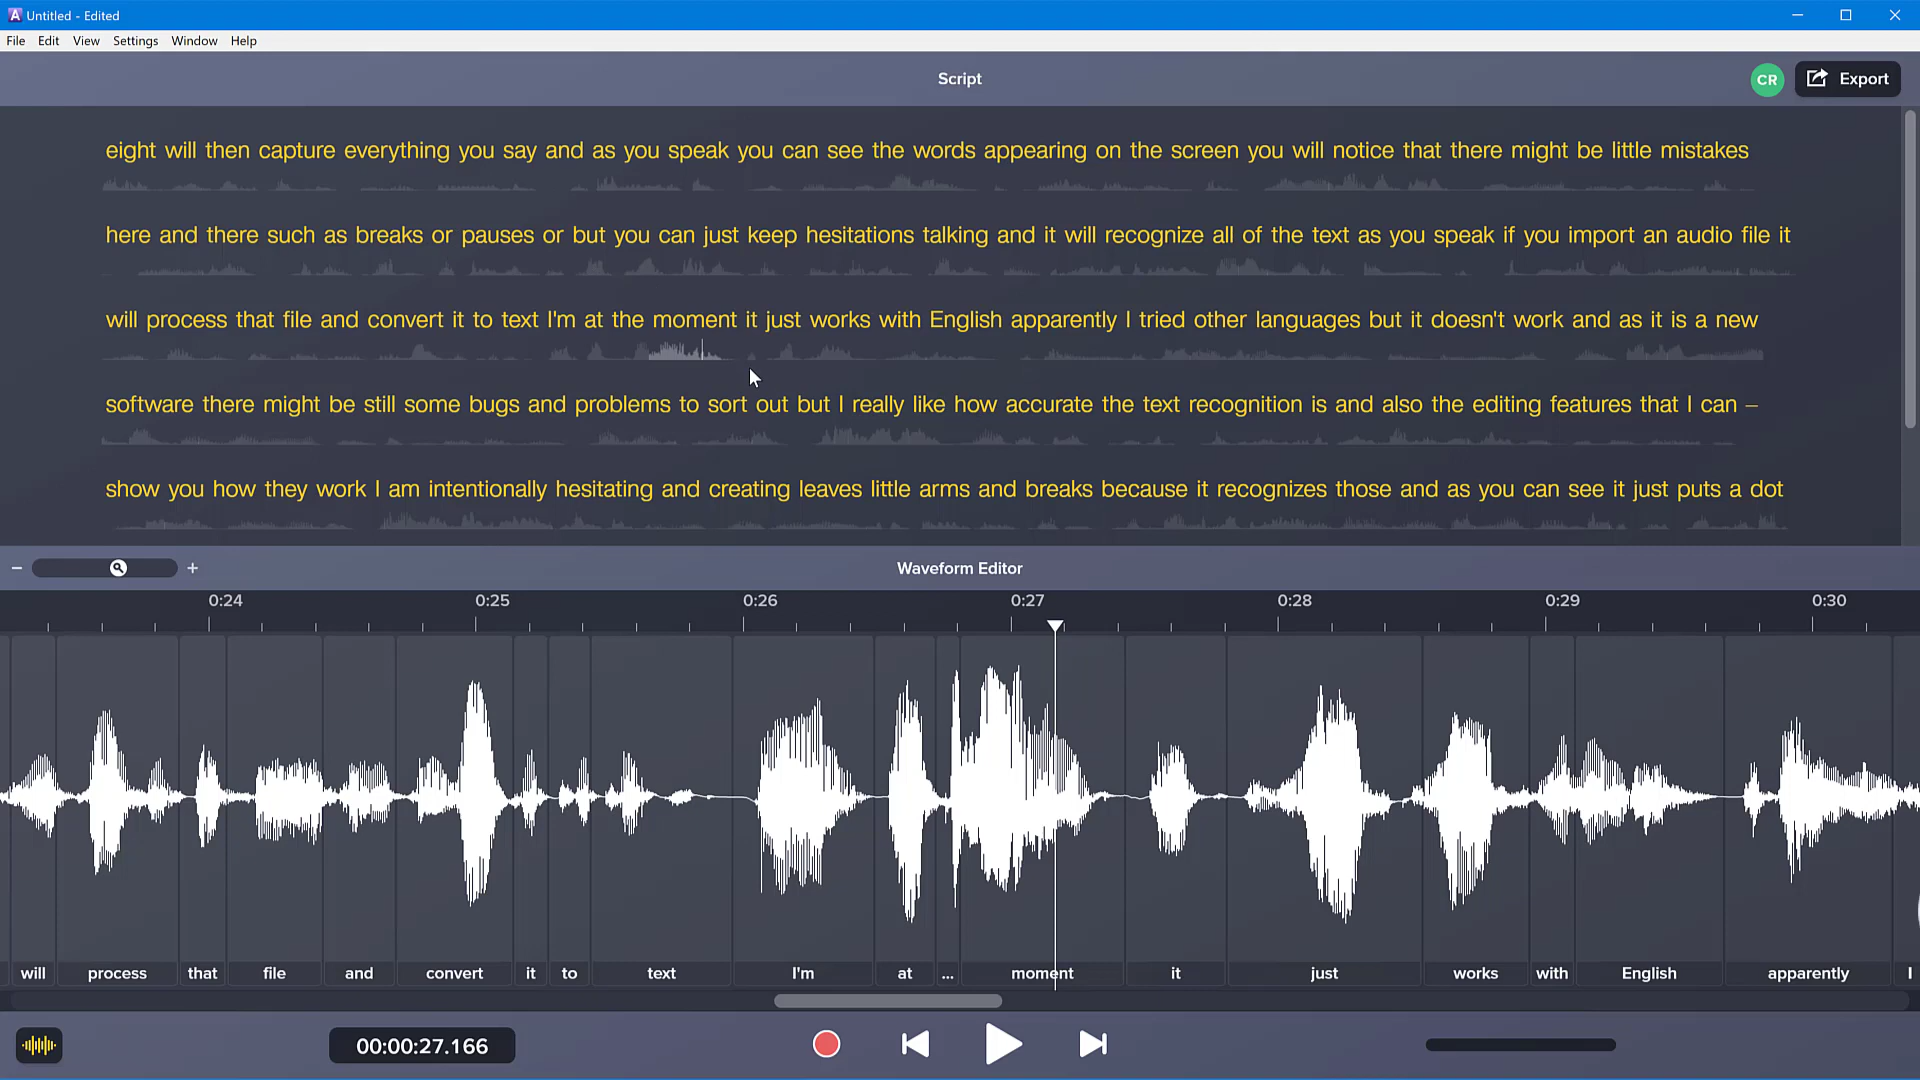 Untitled - Edited
File Edit View Settings Window Help
Script
CR
Export
eight will then capture everything you say and as you speak you can see the words appearing on the screen you will notice that there might be little mistakes
here and there such as breaks or pauses or but you can just keep hesitations talking and it will recognize all of the text as you speak if you import an audio file it
will process that file and convert it to text I'm at the moment it just works with English apparently I tried other languages but it doesn't work and as it is a new
software there might be still some bugs and problems to sort out but I really like how accurate the text recognition is and also the editing features that I can –
show you how they work I am intentionally hesitating and creating leaves little arms and breaks because it recognizes those and as you can see it just puts a dot
Waveform Editor
0:24 0:25 0:26 0:27 0:28 0:29 0:30
will process that file and convert it to text I'm at ... moment it just works with English apparently I
00:00:27.166